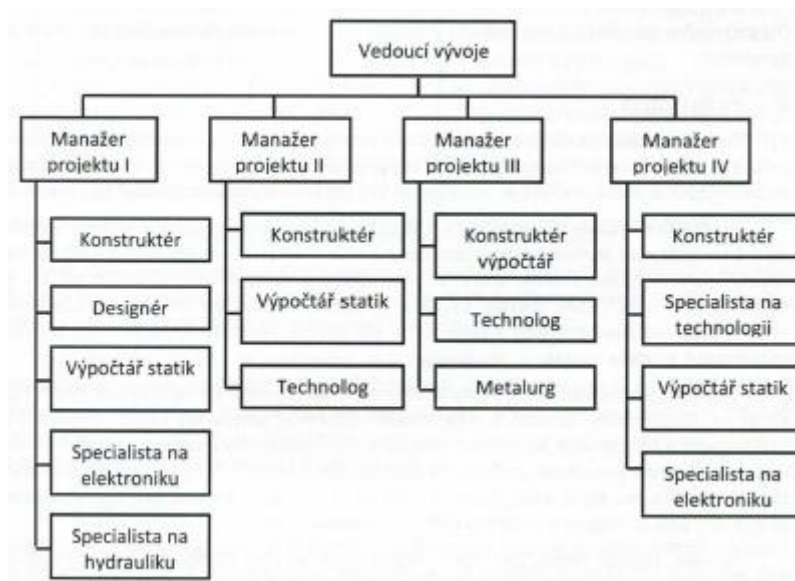 Vedoucí vývoje
Manažer
projektu I
Manažer
projektu II
Manažer
projektu III
Manažer
projektu IV
Konstruktér
Designér
Výpočtář statik
Specialista na
elektroniku
Specialista na
hydrauliku
Konstruktér
Výpočtář statik
Technolog
Konstruktér
výpočtář
Technolog
Metalurg
Konstruktér
Specialista na
technologii
Výpočtář statik
Specialista na
elektroniku